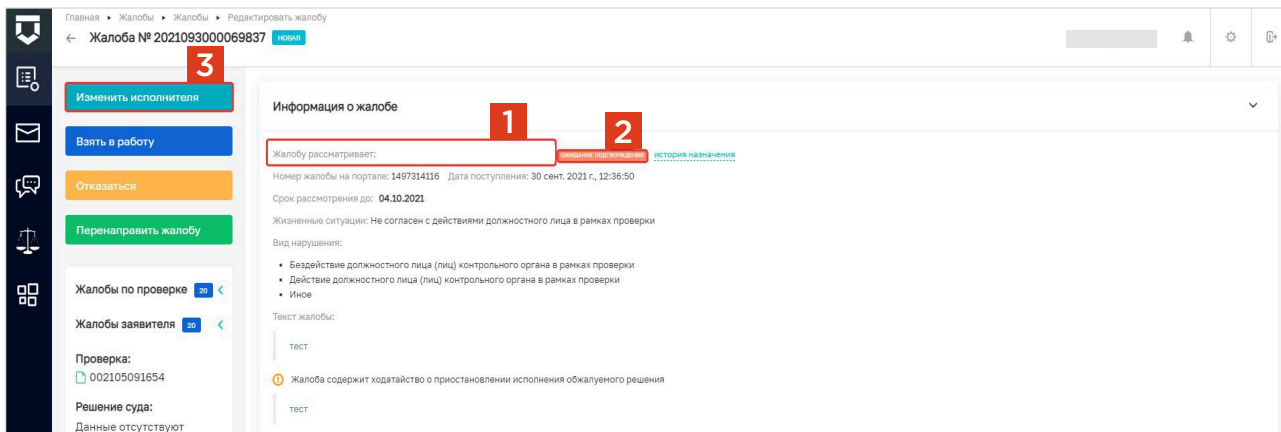 Главная ▸ Жалобы ▸ Жалобы ▸ Редактировать жалобу
← Жалоба № 2021093000069837 НОВАЯ
3
Изменить исполнителя
Взять в работу
Отказаться
Перенаправить жалобу
Жалобы по проверке 20
Жалобы заявителя 20
Проверка:
002105091654
Решение суда:
Данные отсутствуют
Информация о жалобе
1
2
Жалобу рассматривает: ОЖИДАНИЕ ПОДТВЕРЖДЕНИЯ история назначения
Номер жалобы на портале: 1497314116 Дата поступления: 30 сент. 2021 г., 12:36:50
Срок рассмотрения до: 04.10.2021
Жизненные ситуации: Не согласен с действиями должностного лица в рамках проверки
Вид нарушения:
• Бездействие должностного лица (лиц) контрольного органа в рамках проверки
• Действие должностного лица (лиц) контрольного органа в рамках проверки
• Иное
Текст жалобы:
тест
Жалоба содержит ходатайство о приостановлении исполнения обжалуемого решения
тест